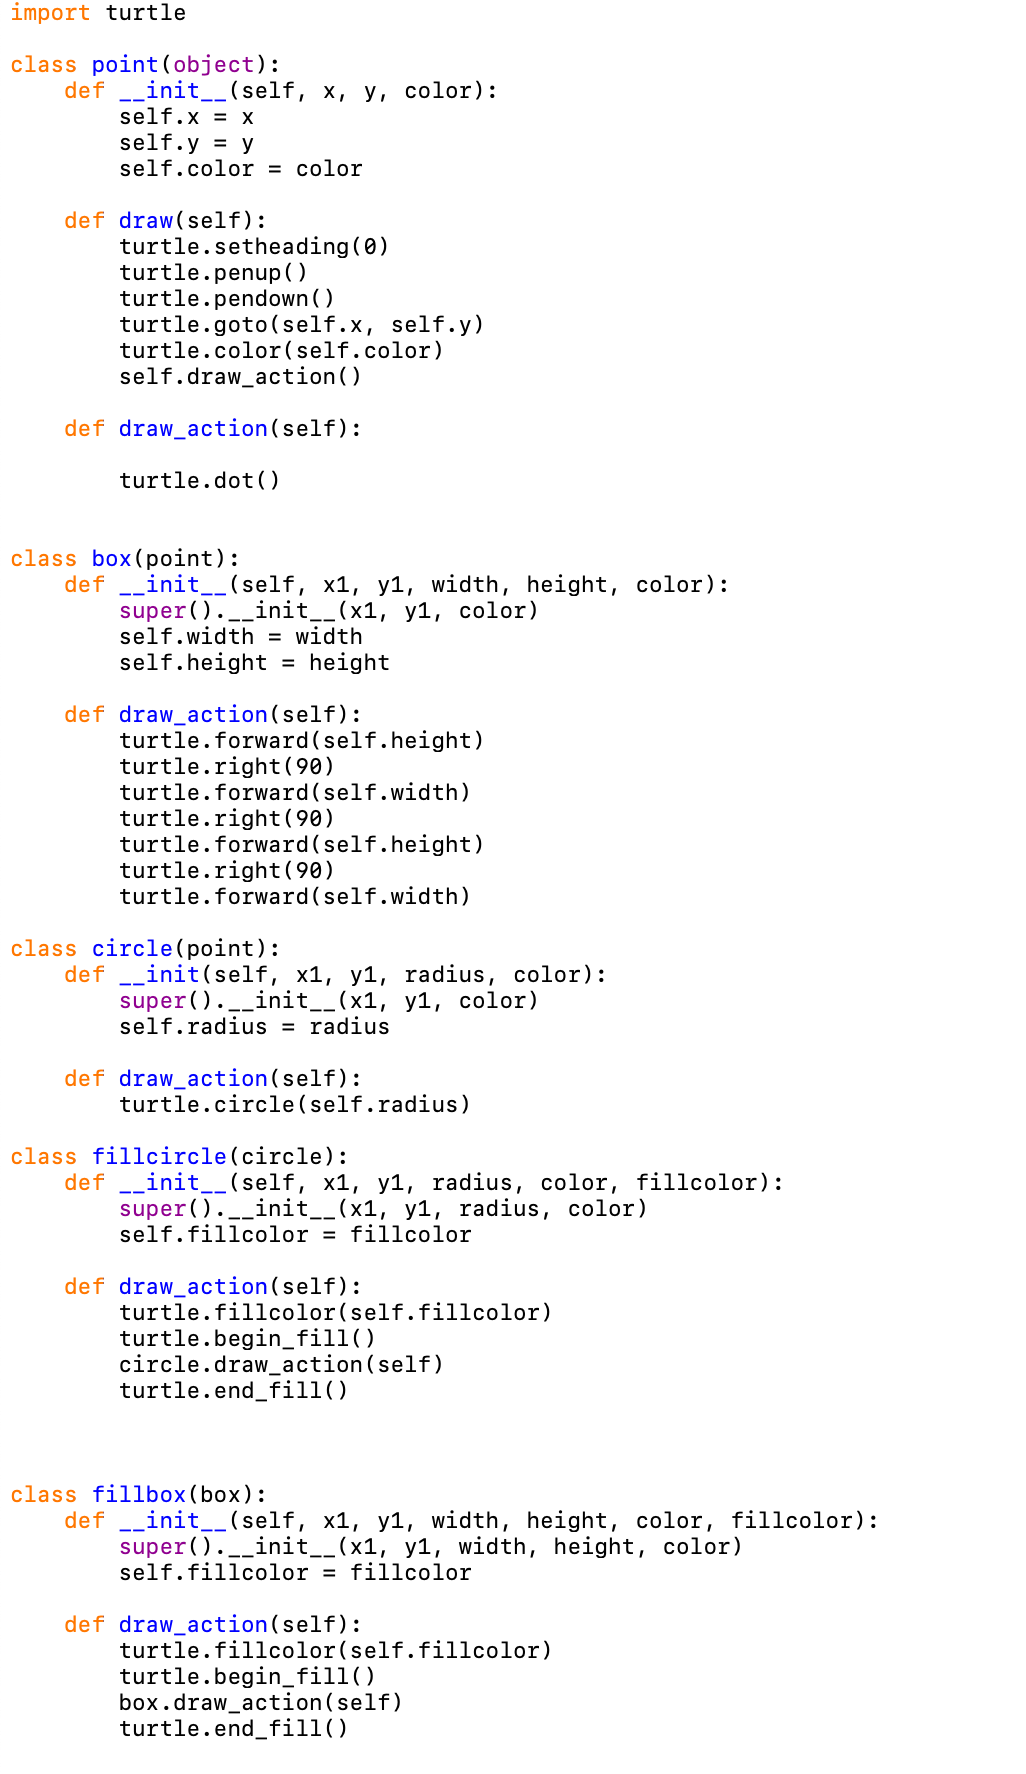 import turtle

class point(object):
    def __init__(self, x, y, color):
        self.x = x
        self.y = y
        self.color = color

    def draw(self):
        turtle.setheading(0)
        turtle.penup()
        turtle.pendown()
        turtle.goto(self.x, self.y)
        turtle.color(self.color)
        self.draw_action()

    def draw_action(self):

        turtle.dot()


class box(point):
    def __init__(self, x1, y1, width, height, color):
        super().__init__(x1, y1, color)
        self.width = width
        self.height = height

    def draw_action(self):
        turtle.forward(self.height)
        turtle.right(90)
        turtle.forward(self.width)
        turtle.right(90)
        turtle.forward(self.height)
        turtle.right(90)
        turtle.forward(self.width)

class circle(point):
    def __init(self, x1, y1, radius, color):
        super().__init__(x1, y1, color)
        self.radius = radius

    def draw_action(self):
        turtle.circle(self.radius)

class fillcircle(circle):
    def __init__(self, x1, y1, radius, color, fillcolor):
        super().__init__(x1, y1, radius, color)
        self.fillcolor = fillcolor

    def draw_action(self):
        turtle.fillcolor(self.fillcolor)
        turtle.begin_fill()
        circle.draw_action(self)
        turtle.end_fill()



class fillbox(box):
    def __init__(self, x1, y1, width, height, color, fillcolor):
        super().__init__(x1, y1, width, height, color)
        self.fillcolor = fillcolor

    def draw_action(self):
        turtle.fillcolor(self.fillcolor)
        turtle.begin_fill()
        box.draw_action(self)
        turtle.end_fill()